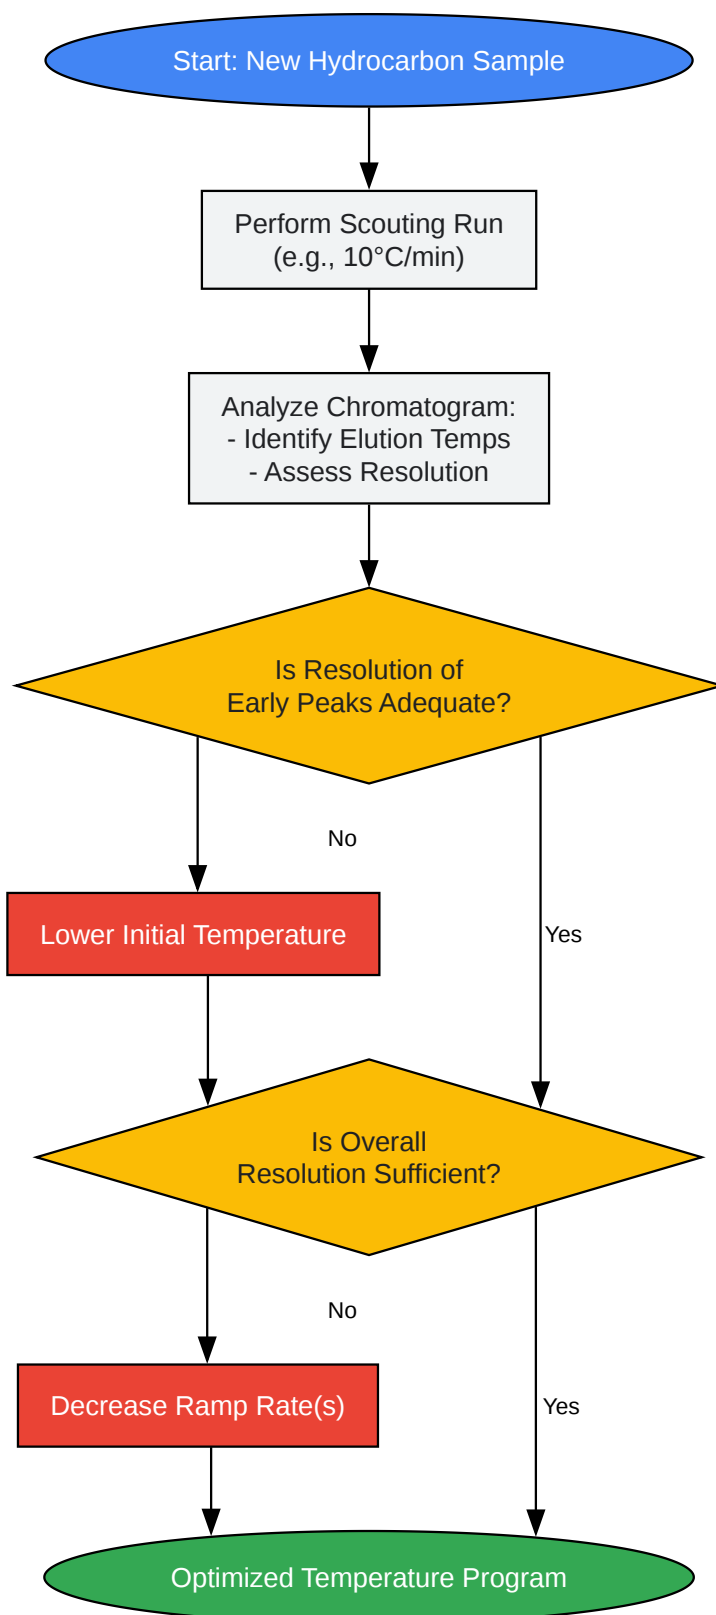 Start: New Hydrocarbon Sample
Perform Scouting Run
(e.g., 10°C/min)
Analyze Chromatogram:
- Identify Elution Temps
- Assess Resolution
Is Resolution of
Early Peaks Adequate?
No
Lower Initial Temperature
Yes
Is Overall
Resolution Sufficient?
No
Decrease Ramp Rate(s)
Yes
Optimized Temperature Program